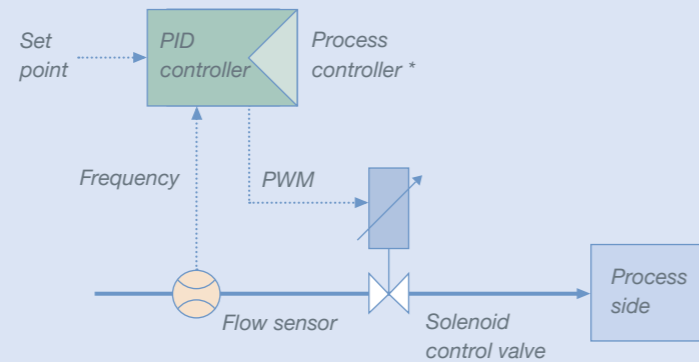 Set
point
PID
controller
Process
controller *
Frequency
PWM
Flow sensor
Solenoid
control valve
Process
side